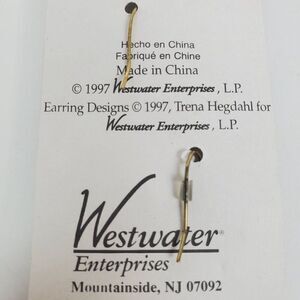 Hecho en China
Fabriqué en Chine
Made in China
© 1997 Westwater Enterprises, L.P.
Earring Designs © 1997, Trena Hegdahl for
Westwater Enterprises, L.P.
Westwater®
Enterprises
Mountainside, NJ 07092